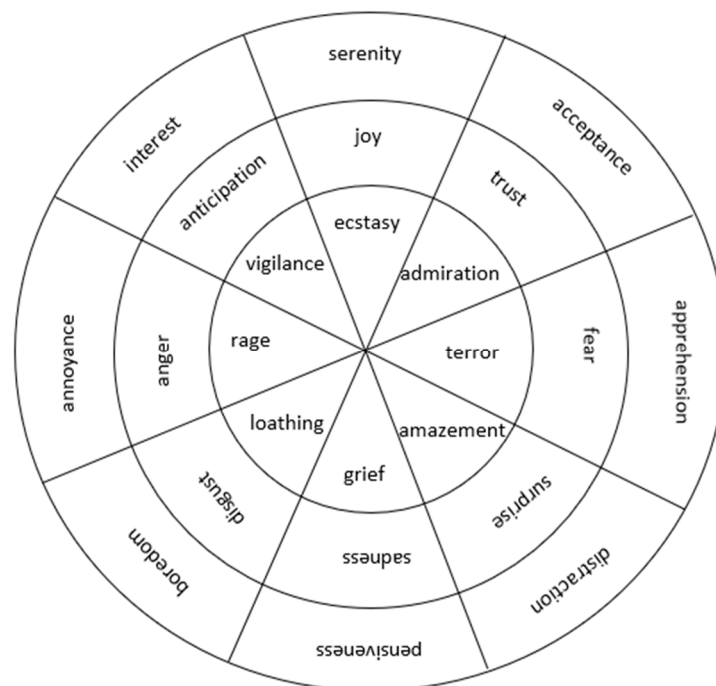 serenity
acceptance
interest
joy
trust
anticipation
ecstasy
vigilance
admiration
annoyance
anger
rage
terror
fear
apprehension
loathing
amazement
grief
disgust
surprise
boredom
sadness
distraction
pensiveness